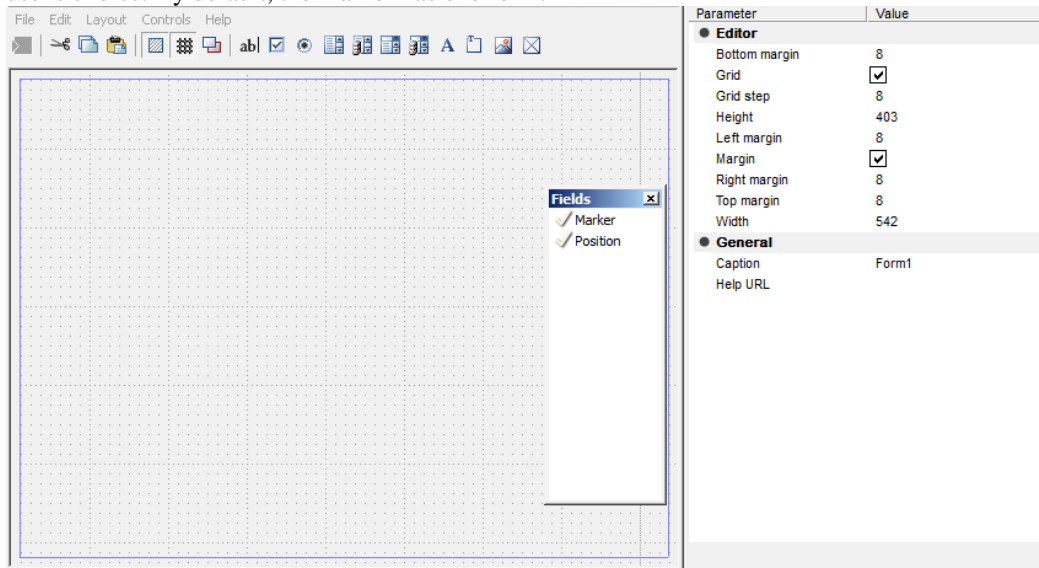 File Edit Layout Controls Help
ab
A
Fields
Marker
Position
Parameter Value
Editor
Bottom margin 8
Grid
Grid step 8
Height 403
Left margin 8
Margin
Right margin 8
Top margin 8
Width 542
General
Caption Form1
Help URL